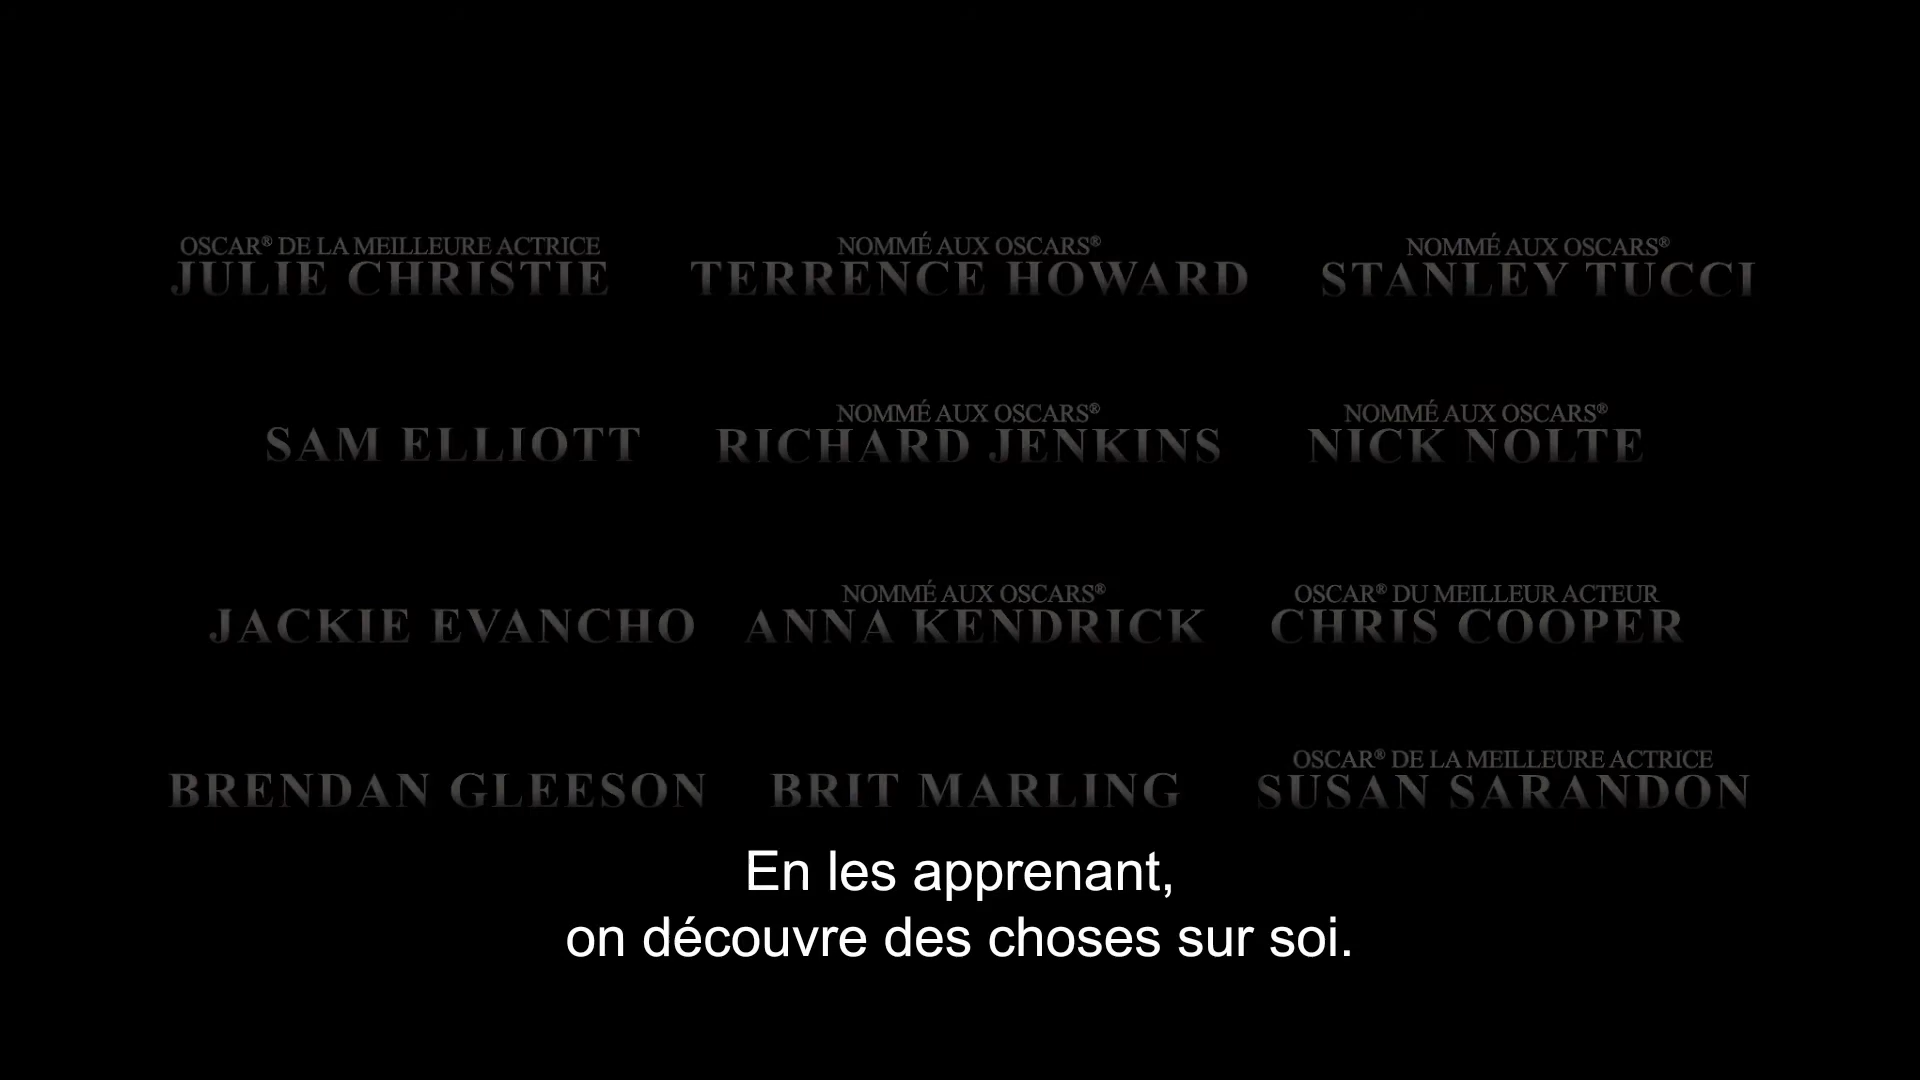 OSCAR® DE LA MEILLEURE ACTRICE NOMMÉ AUX OSCARS® NOMMÉ AUX OSCARS®
JULIE CHRISTIE TERRENCE HOWARD STANLEY TUCCI
NOMMÉ AUX OSCARS® NOMMÉ AUX OSCARS®
SAM ELLIOTT RICHARD JENKINS NICK NOLTE
NOMMÉ AUX OSCARS® OSCAR® DU MEILLEUR ACTEUR
JACKIE EVANCHO ANNA KENDRICK CHRIS COOPER
OSCAR® DE LA MEILLEURE ACTRICE
BRENDAN GLEESON BRIT MARLING SUSAN SARANDON
En les apprenant,
on découvre des choses sur soi.